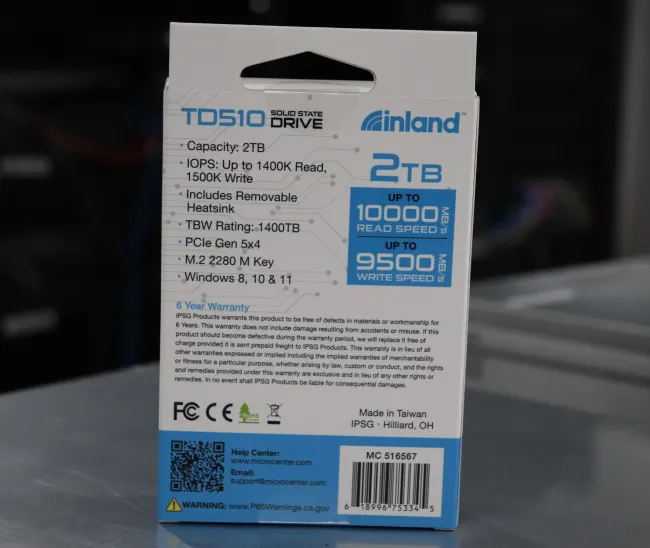 TD510 SOLID STATE DRIVE
inland™
• Capacity: 2TB
• IOPS: Up to 1400K Read,
1500K Write
• Includes Removable
Heatsink
• TBW Rating: 1400TB
• PCIe Gen 5x4
• M.2 2280 M Key
• Windows 8, 10 & 11
2TB
UP TO
10000 MB/s
READ SPEED
UP TO
9500 MB/s
WRITE SPEED
6 Year Warranty
IPSG Products warrants this product to be free of defects in materials or workmanship for
6 Years. This warranty does not include damage resulting from accidents or misuse. If this
product should become defective during the warranty period, we will replace it free of
charge provided it is sent prepaid freight to IPSG Products. This warranty is in lieu of all
other warranties expressed or implied including the implied warranties of merchantability
or fitness for a particular purpose, whether arising by law, custom or conduct, and the rights
and remedies provided under this warranty are exclusive and in lieu of any other rights or
remedies. In no event shall IPSG Products be liable for consequential damages.
FC CE RoHS
Made in Taiwan
IPSG • Hilliard, OH
Help Center:
www.microcenter.com
Email:
support@microcenter.com
WARNING: www.P65Warnings.ca.gov
MC 516567
6 18996 75334 5